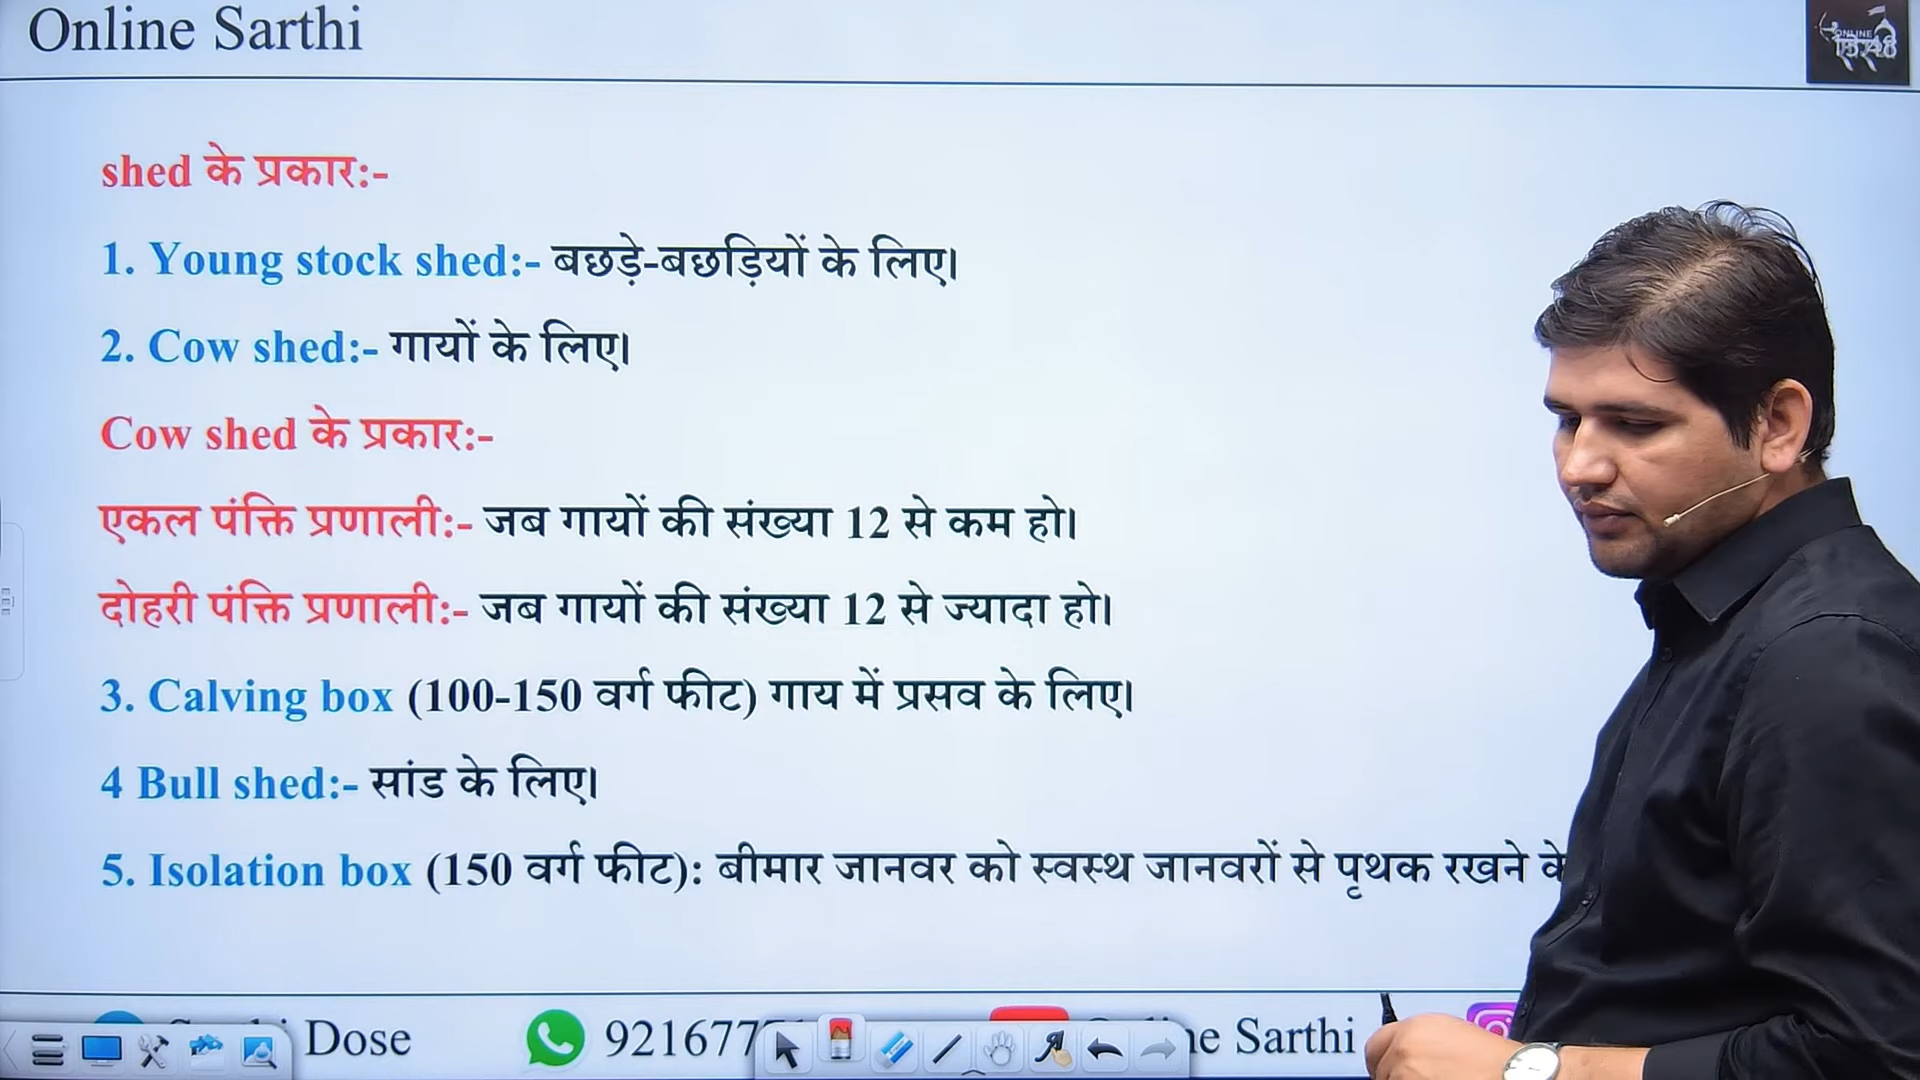 Online Sarthi
ONLINE
shed के प्रकार:-
1. Young stock shed:- बछड़े-बछड़ियों के लिए।
2. Cow shed:- गायों के लिए।
Cow shed के प्रकार:-
एकल पंक्ति प्रणाली:- जब गायों की संख्या 12 से कम हो।
दोहरी पंक्ति प्रणाली:- जब गायों की संख्या 12 से ज्यादा हो।
3. Calving box (100-150 वर्ग फीट) गाय में प्रसव के लिए।
4 Bull shed:- सांड के लिए।
5. Isolation box (150 वर्ग फीट): बीमार जानवर को स्वस्थ जानवरों से पृथक रखने के
Dose 92167 Sarthi